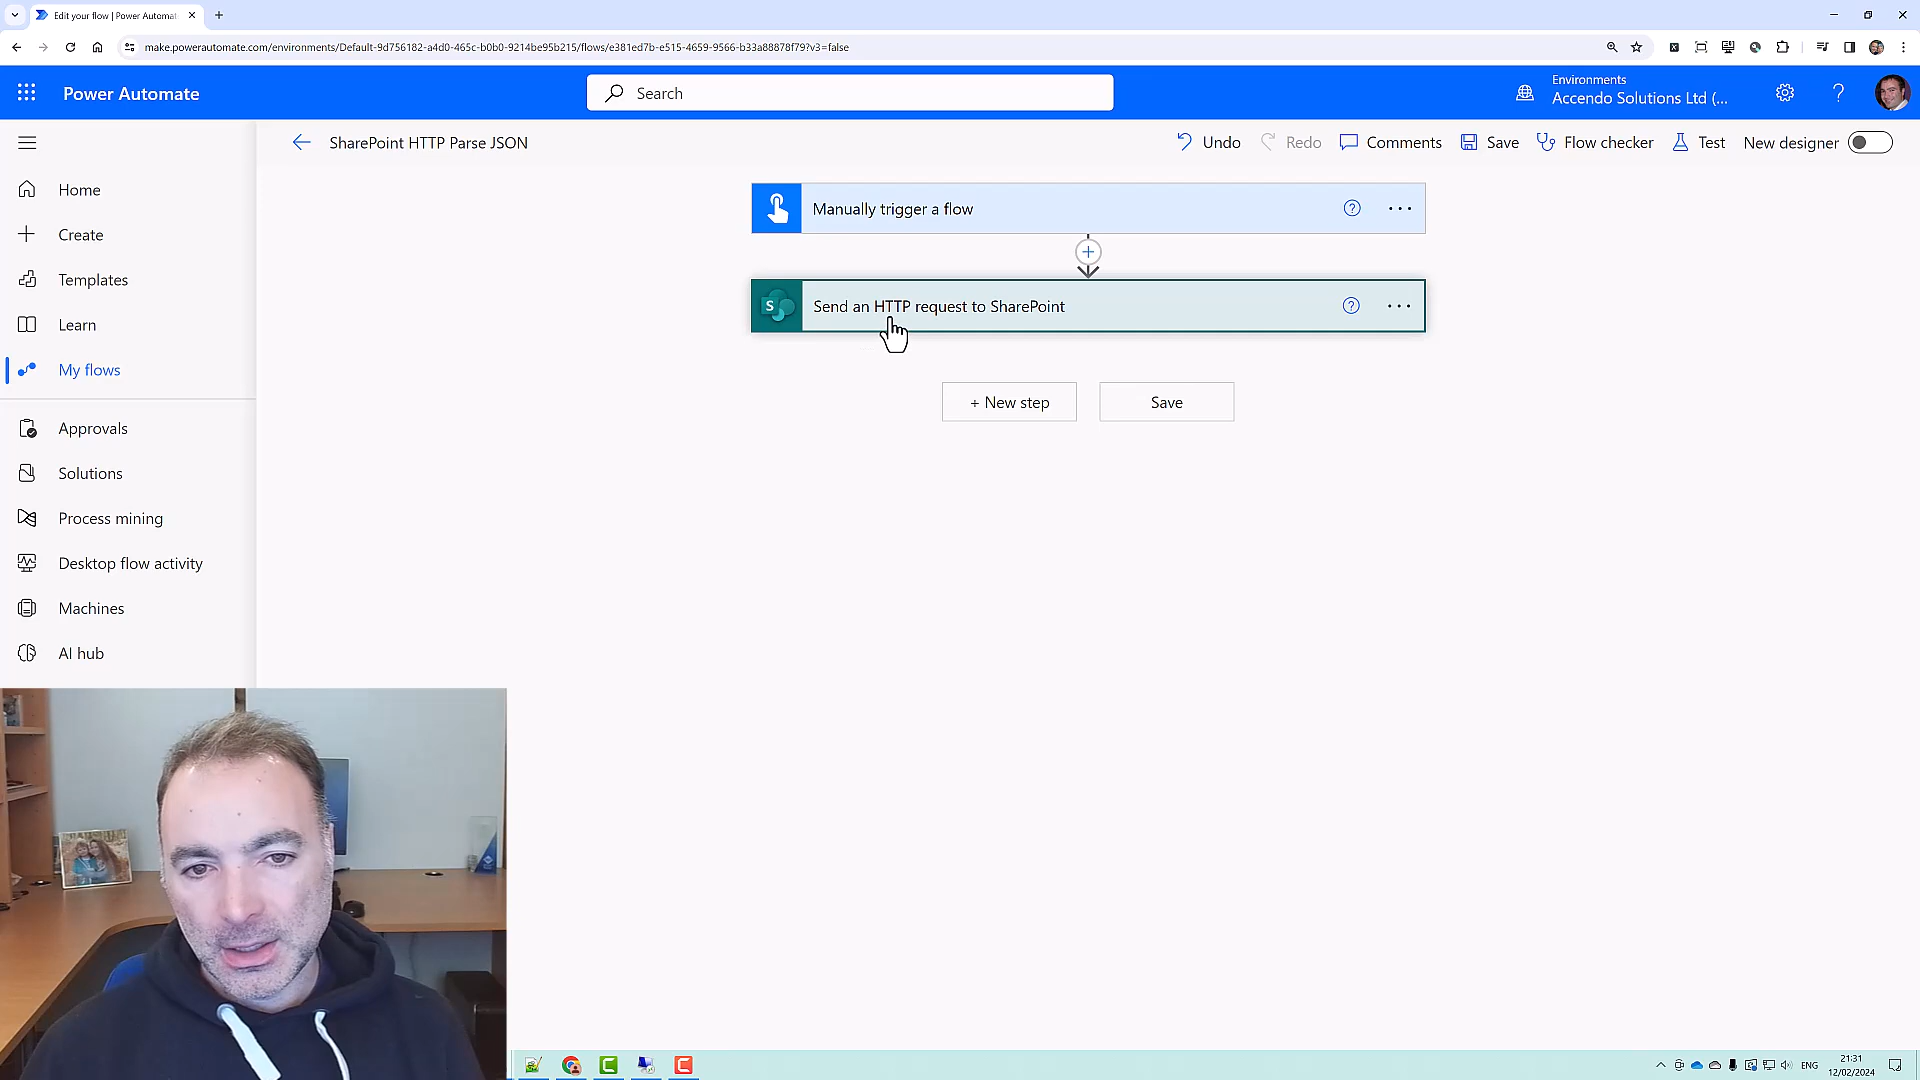 Edit your flow | Power Automat
make.powerautomate.com/environments/Default-9d756182-a4d0-465c-b0b0-9214be95b215/flows/e381ed7b-e515-4659-9566-b33a88878f79?v3=false
Power Automate
Search
Environments
Accendo Solutions Ltd (...
SharePoint HTTP Parse JSON
Undo
Redo
Comments
Save
Flow checker
Test
New designer
Home
Create
Templates
Learn
My flows
Approvals
Solutions
Process mining
Desktop flow activity
Machines
AI hub
Manually trigger a flow
S
Send an HTTP request to SharePoint
+ New step
Save
ENG
21:31
12/02/2024